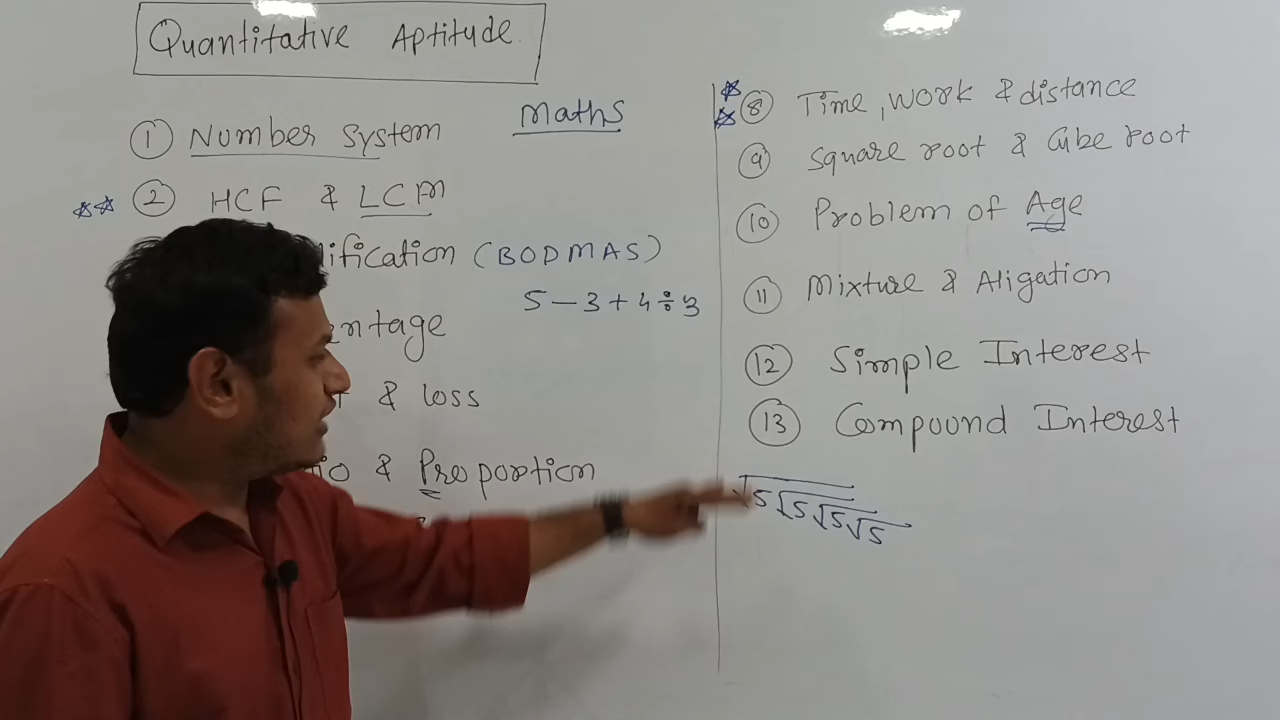 Quantitative Aptitude
Maths
① Number System
② HCF & LCM
ification (BODMAS)
5 - 3 + 4 ÷ 3
entage
& loss
io & Proportion
⑧ Time, work & distance
⑨ Square root & Cube root
⑩ Problem of Age
⑪ Mixture & Aligation
⑫ Simple Interest
⑬ Compound Interest
√5√5√5√5